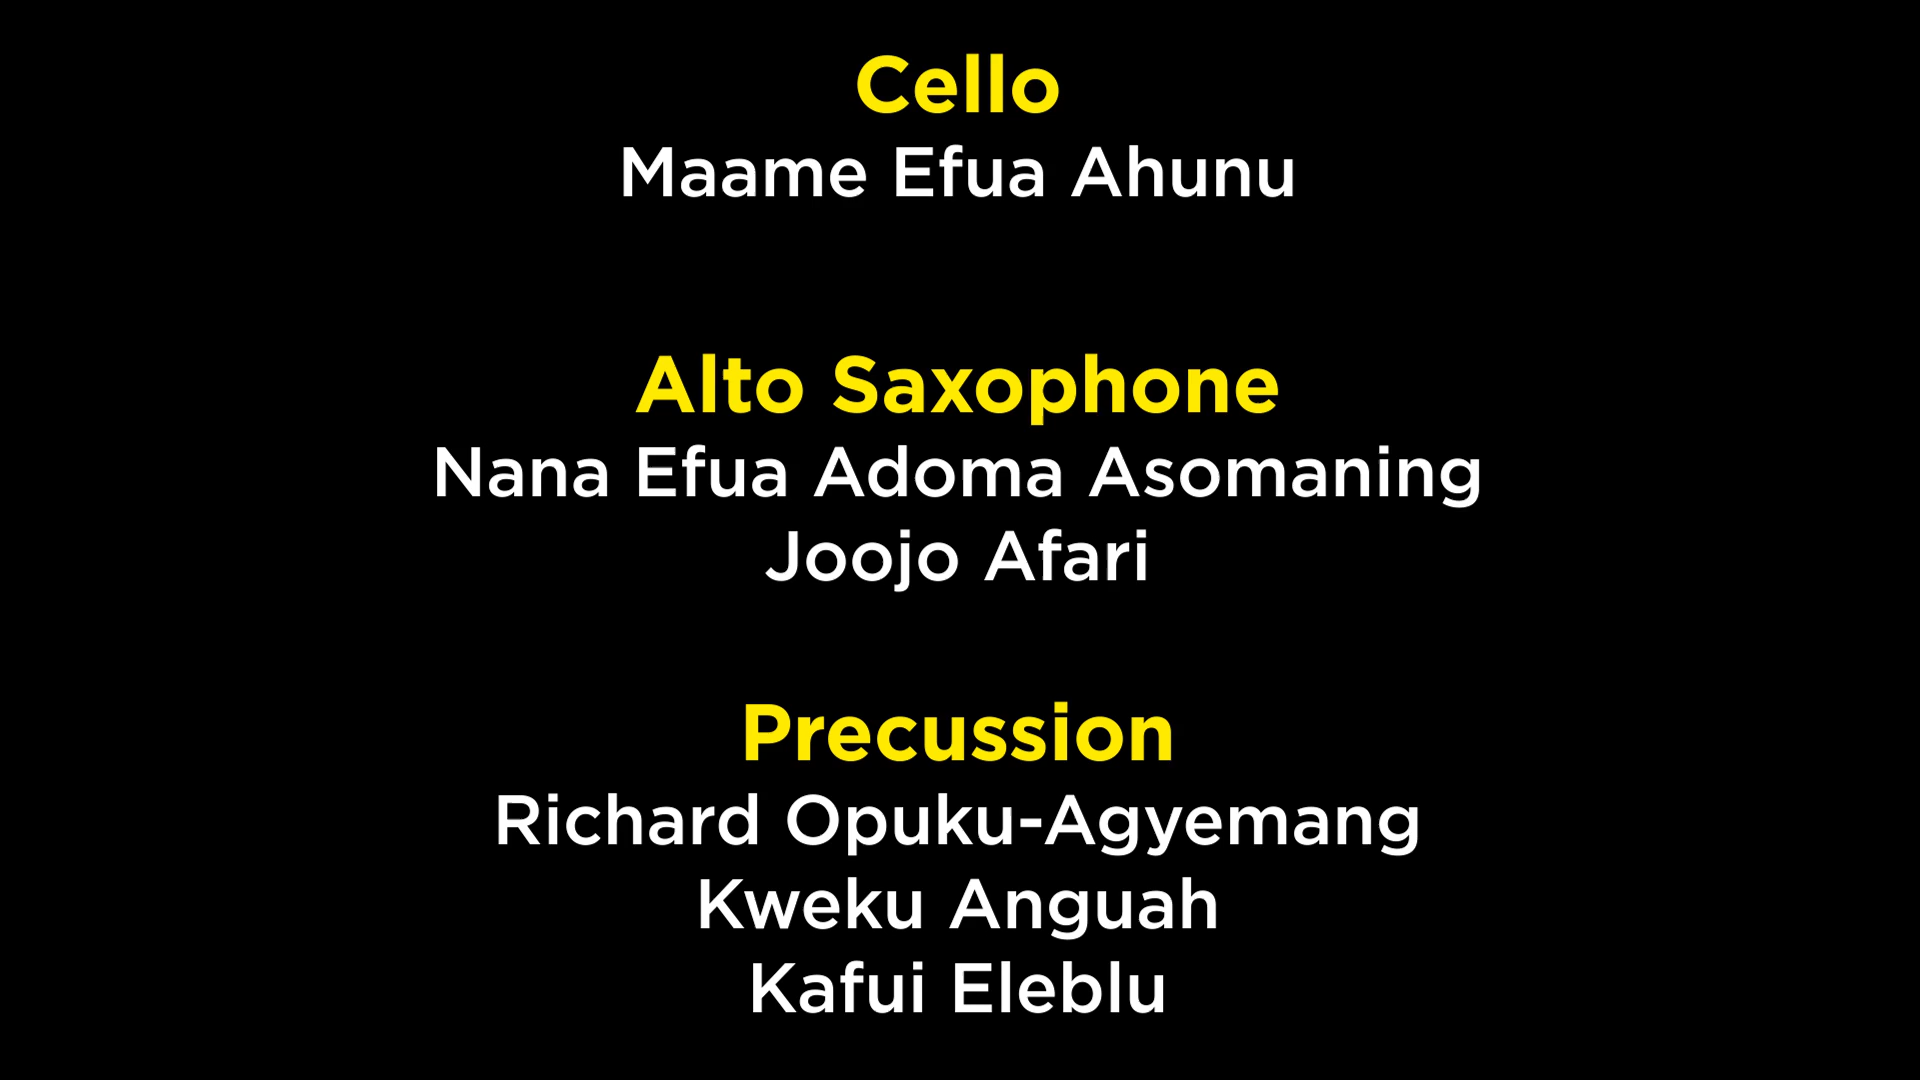 Cello
Maame Efua Ahunu
Alto Saxophone
Nana Efua Adoma Asomaning
Joojo Afari
Precussion
Richard Opuku-Agyemang
Kweku Anguah
Kafui Eleblu